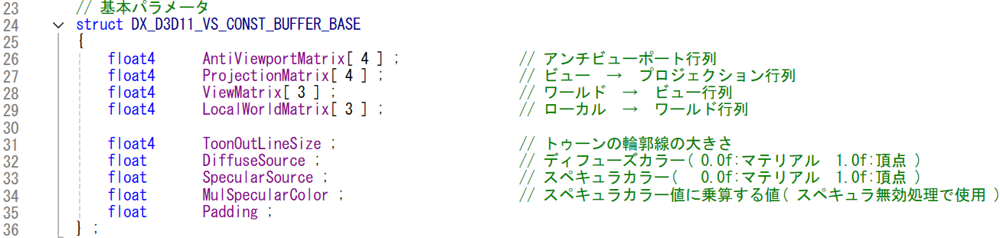 23 // 基本パラメータ
24 struct DX_D3D11_VS_CONST_BUFFER_BASE
25 {
26 float4 AntiViewportMatrix[ 4 ] ; // アンチビューポート行列
27 float4 ProjectionMatrix[ 4 ] ; // ビュー → プロジェクション行列
28 float4 ViewMatrix[ 3 ] ; // ワールド → ビュー行列
29 float4 LocalWorldMatrix[ 3 ] ; // ローカル → ワールド行列
30
31 float4 ToonOutLineSize ; // トゥーンの輪郭線の大きさ
32 float DiffuseSource ; // ディフューズカラー( 0.0f:マテリアル 1.0f:頂点 )
33 float SpecularSource ; // スペキュラカラー( 0.0f:マテリアル 1.0f:頂点 )
34 float MulSpecularColor ; // スペキュラカラー値に乗算する値( スペキュラ無効処理で使用 )
35 float Padding ;
36 } ;